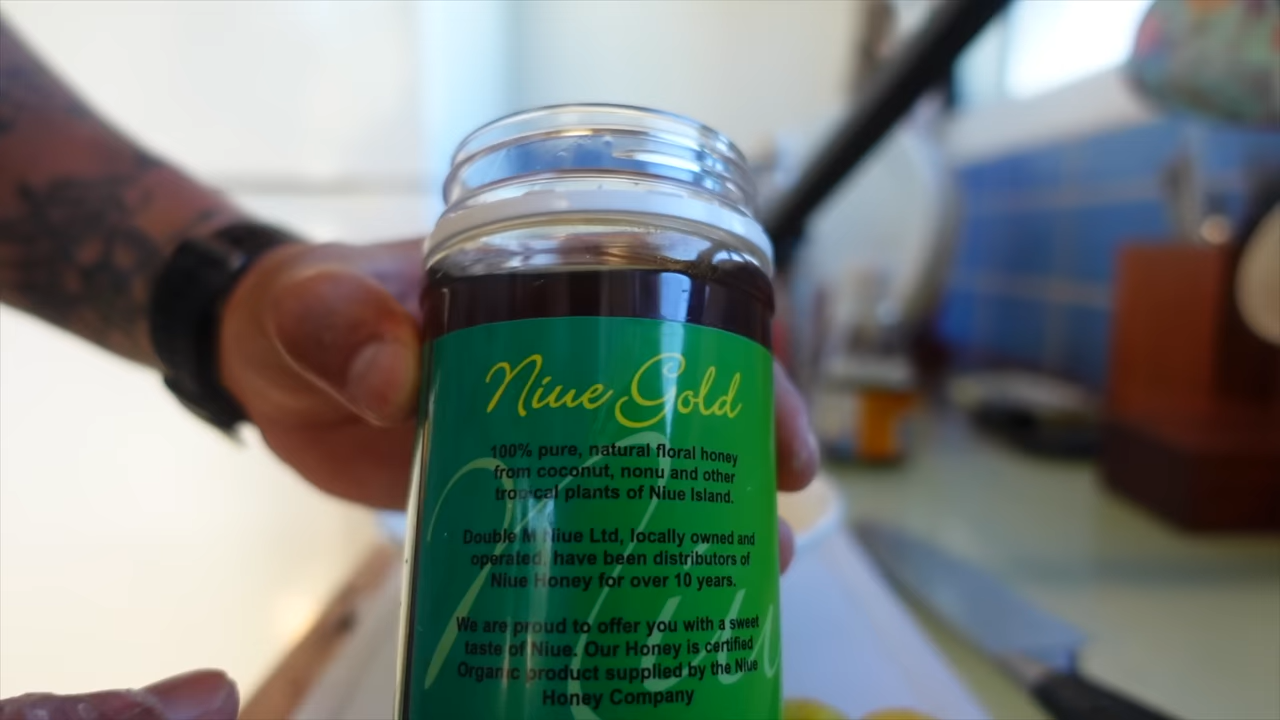 Niue Gold
100% pure, natural floral honey
from coconut, nonu and other
tropical plants of Niue Island.
Double M Niue Ltd, locally owned and
operated, have been distributors of
Niue Honey for over 10 years.
We are proud to offer you with a sweet
taste of Niue. Our Honey is certified
Organic product supplied by the Niue
Honey Company